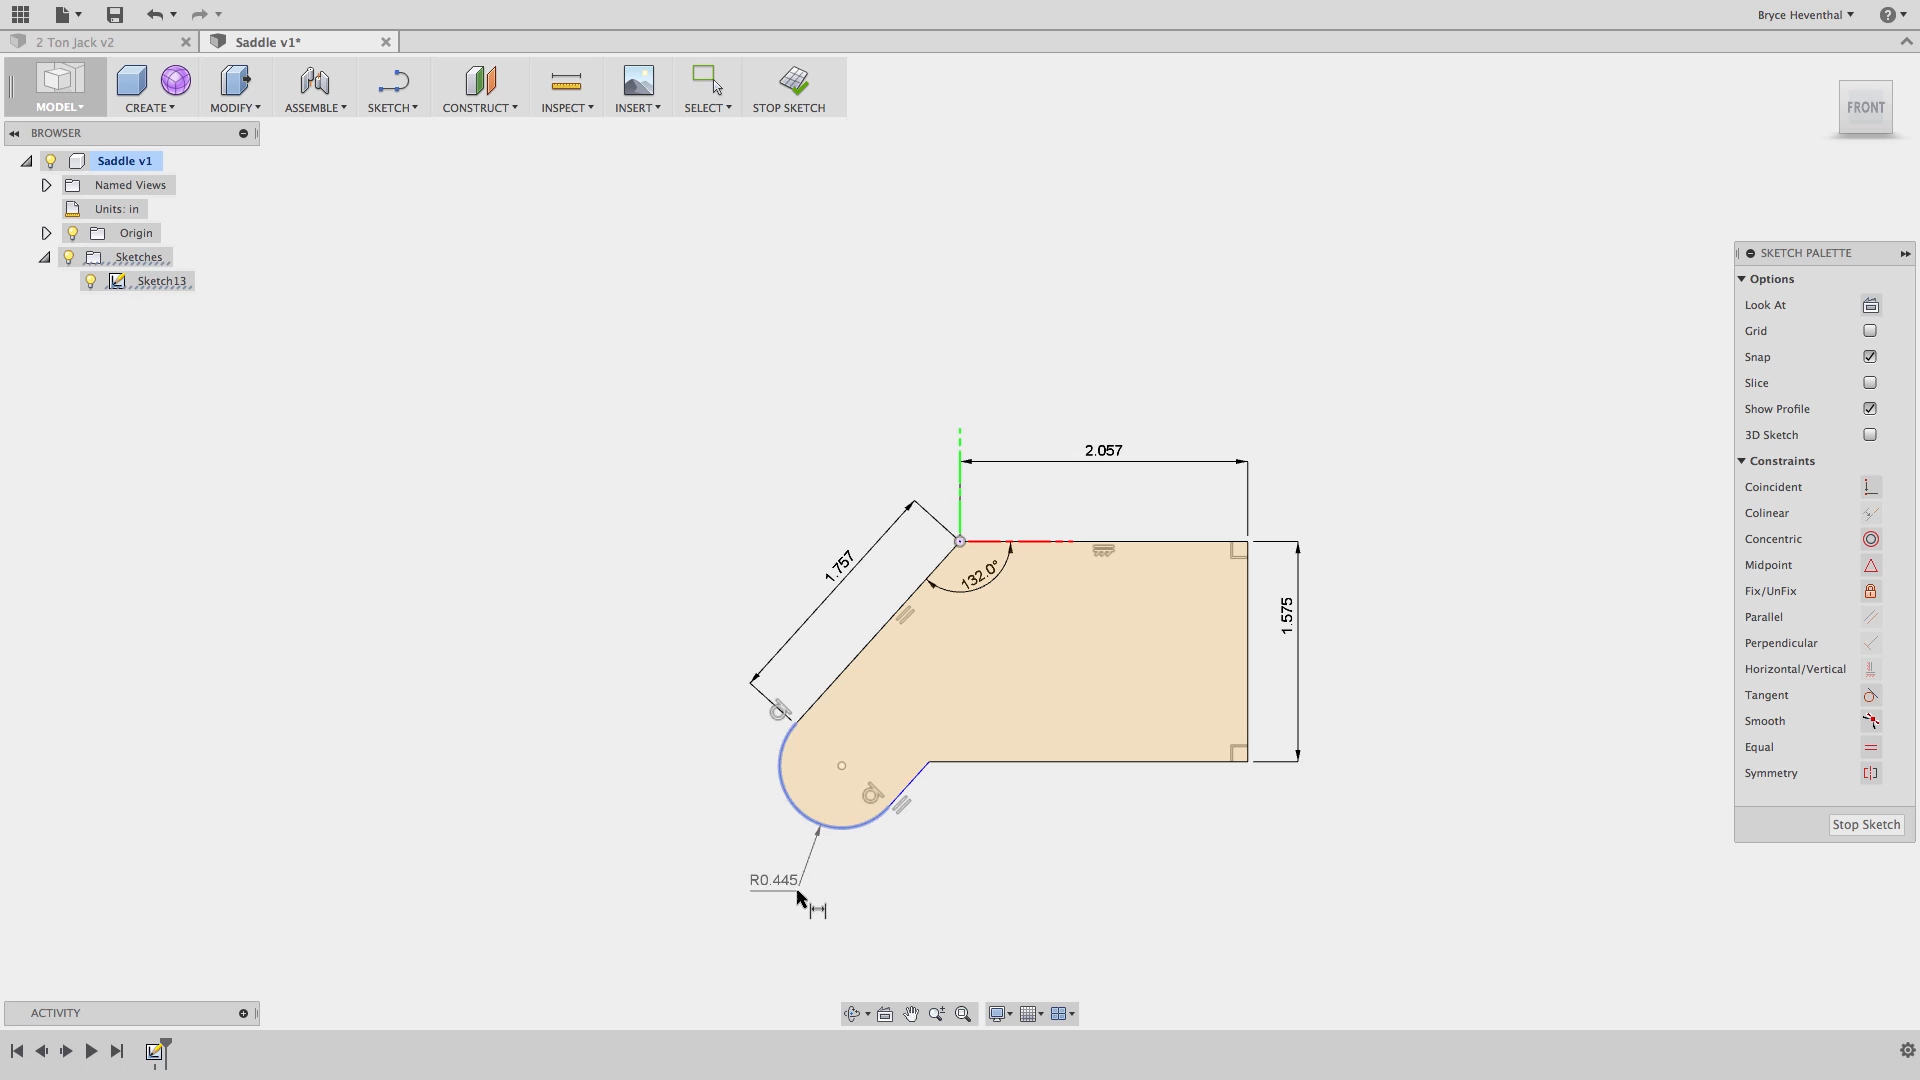 Bryce Heventhal
2 Ton Jack v2
Saddle v1*
MODEL
CREATE
MODIFY
ASSEMBLE
SKETCH
CONSTRUCT
INSPECT
INSERT
SELECT
STOP SKETCH
FRONT
BROWSER
Saddle v1
Named Views
Units: in
Origin
Sketches
Sketch13
SKETCH PALETTE
Options
Look At
Grid
Snap
Slice
Show Profile
3D Sketch
Constraints
Coincident
Colinear
Concentric
Midpoint
Fix/UnFix
Parallel
Perpendicular
Horizontal/Vertical
Tangent
Smooth
Equal
Symmetry
Stop Sketch
2.057
1.757
132.0°
1.575
R0.445
ACTIVITY